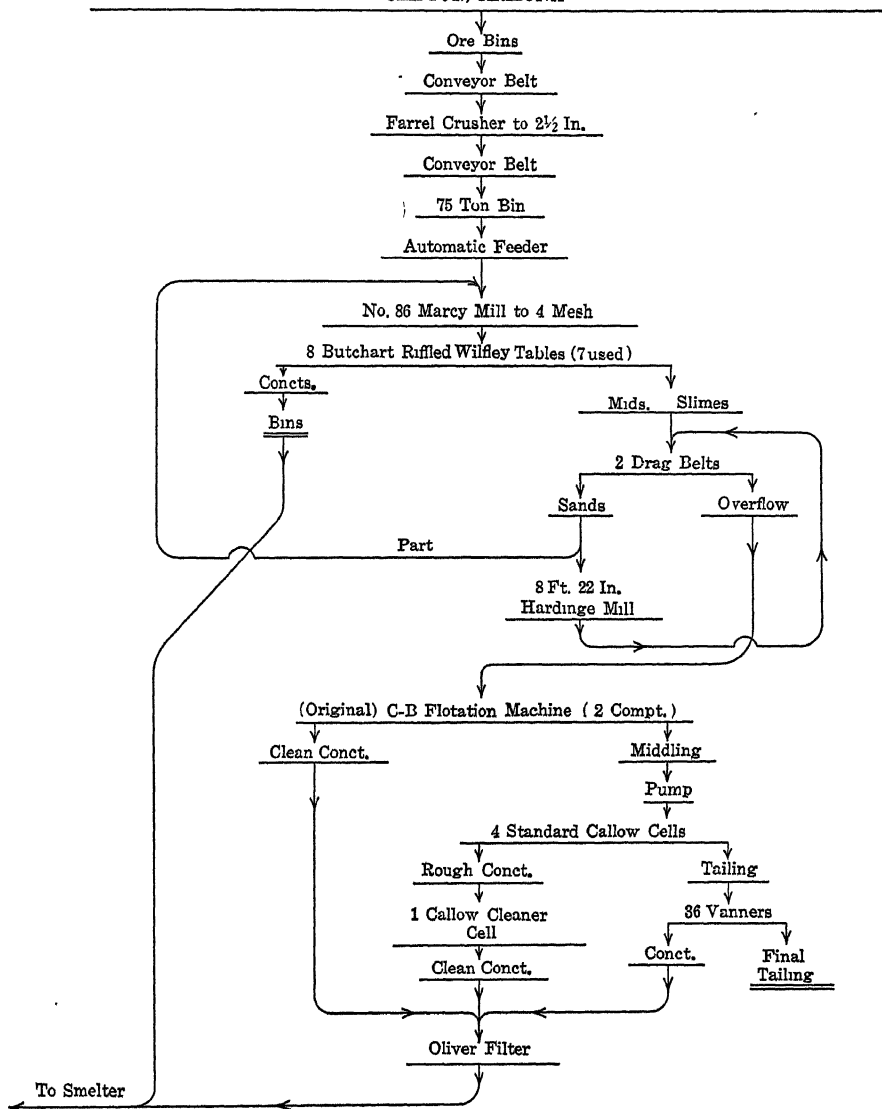 Ore Bins
Conveyor Belt
Farrel Crusher to 2½ In.
Conveyor Belt
75 Ton Bin
Automatic Feeder
No. 86 Marcy Mill to 4 Mesh
8 Butchart Riffled Wilfley Tables (7 used)
Concts.
Mids. Slimes
Bins
2 Drag Belts
Sands Overflow
Part
8 Ft. 22 In.
Hardinge Mill
(Original) C-B Flotation Machine (2 Compt.)
Clean Conct. Middling
Pump
4 Standard Callow Cells
Rough Conct. Tailing
1 Callow Cleaner
Cell
36 Vanners
Clean Conct. Conct. Final
Tailing
Oliver Filter
To Smelter